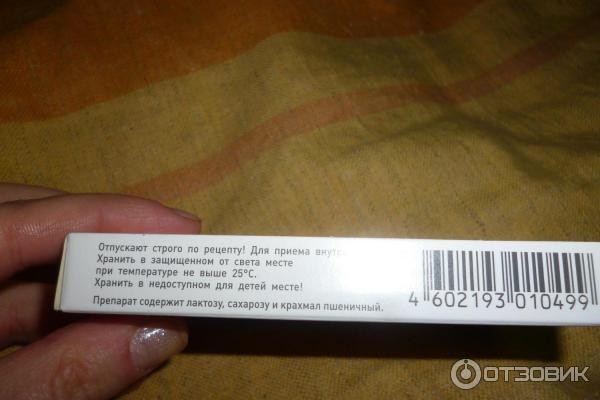 Отпускают строго по рецепту! Для приема внутрь.
Хранить в защищенном от света месте
при температуре не выше 25°С.
Хранить в недоступном для детей месте!
Препарат содержит лактозу, сахарозу и крахмал пшеничный.
4 602193 010499
ОТЗОВИК